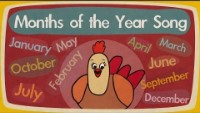 Months of the Year Song
January
May
April
March
February
October
June
July
September
December